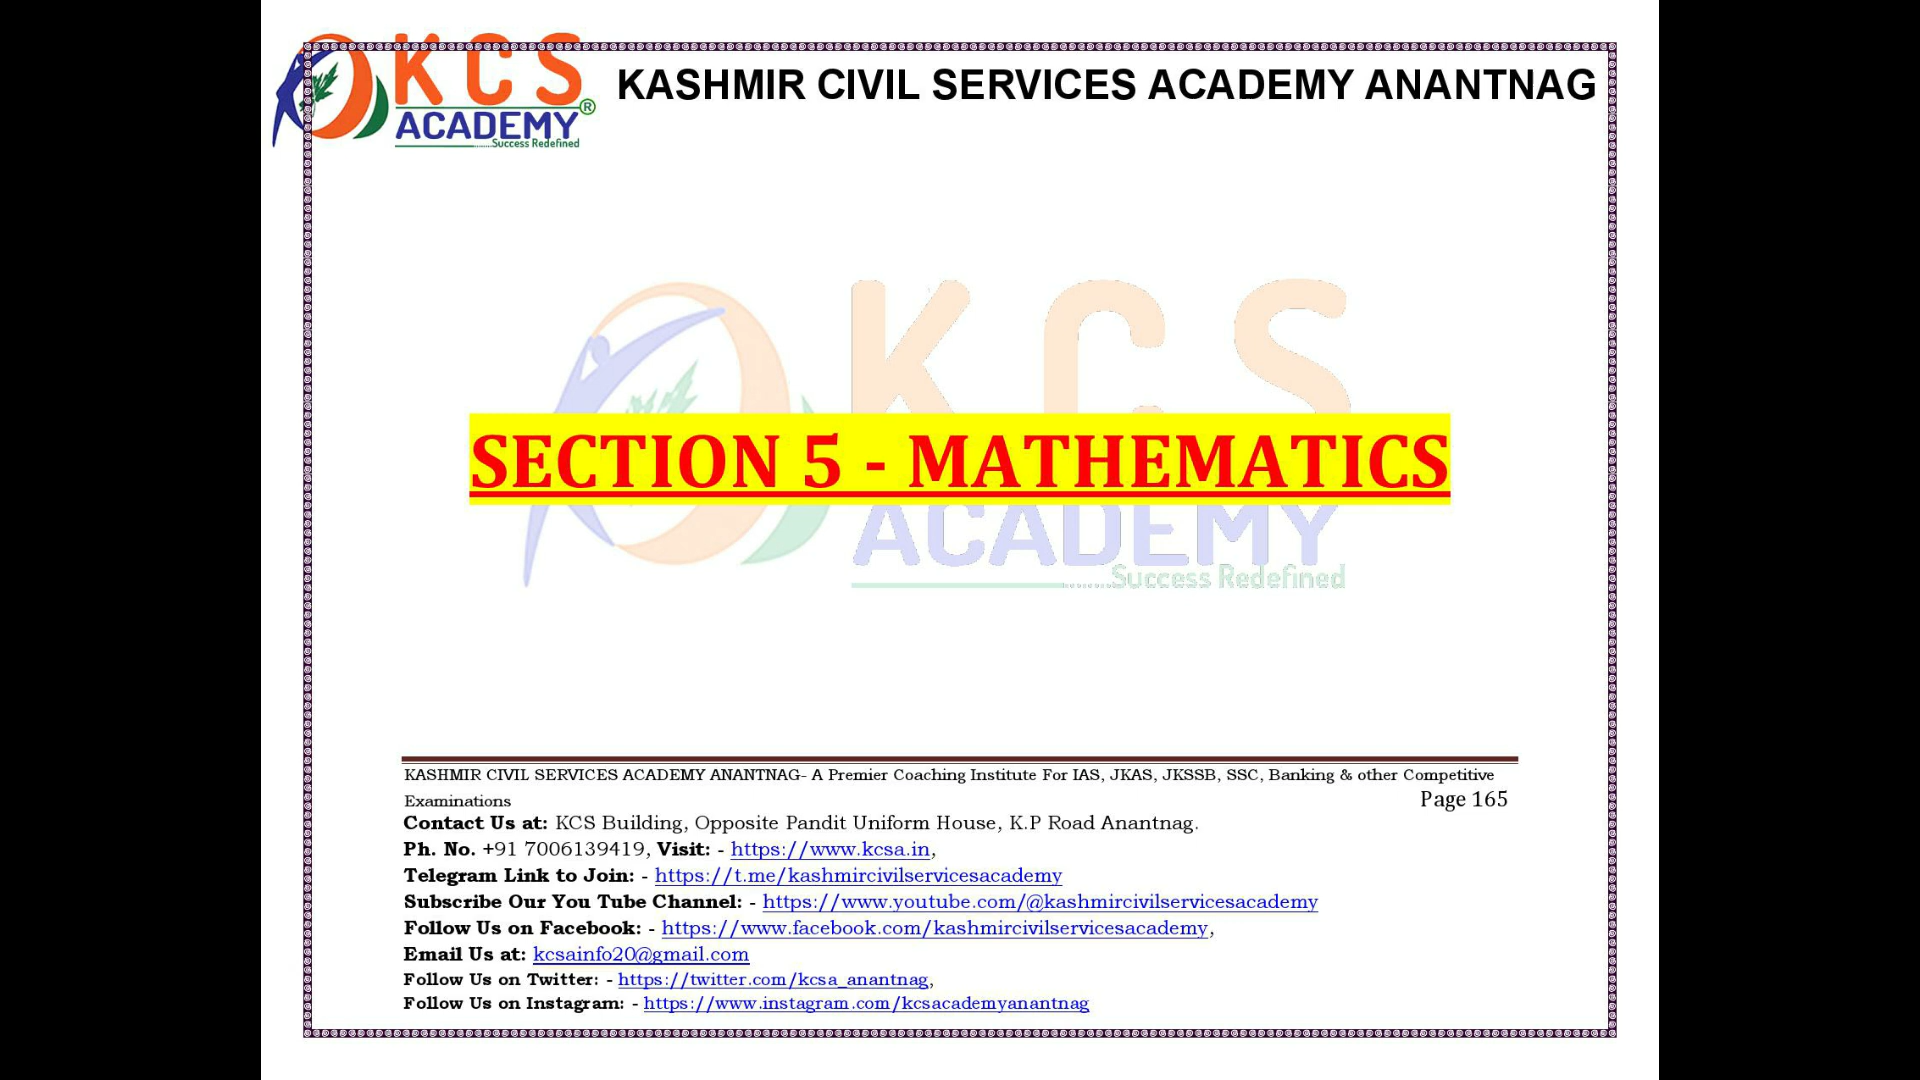 KCS
ACADEMY®
........Success Redefined
KASHMIR CIVIL SERVICES ACADEMY ANANTNAG
KCS
SECTION 5 - MATHEMATICS
ACADEMY
........Success Redefined
KASHMIR CIVIL SERVICES ACADEMY ANANTNAG- A Premier Coaching Institute For IAS, JKAS, JKSSB, SSC, Banking & other Competitive
Examinations Page 165
Contact Us at: KCS Building, Opposite Pandit Uniform House, K.P Road Anantnag.
Ph. No. +91 7006139419, Visit: - https://www.kcsa.in,
Telegram Link to Join: - https://t.me/kashmircivilservicesacademy
Subscribe Our You Tube Channel: - https://www.youtube.com/@kashmircivilservicesacademy
Follow Us on Facebook: - https://www.facebook.com/kashmircivilservicesacademy,
Email Us at: kcsainfo20@gmail.com
Follow Us on Twitter: - https://twitter.com/kcsa_anantnag,
Follow Us on Instagram: - https://www.instagram.com/kcsacademyanantnag